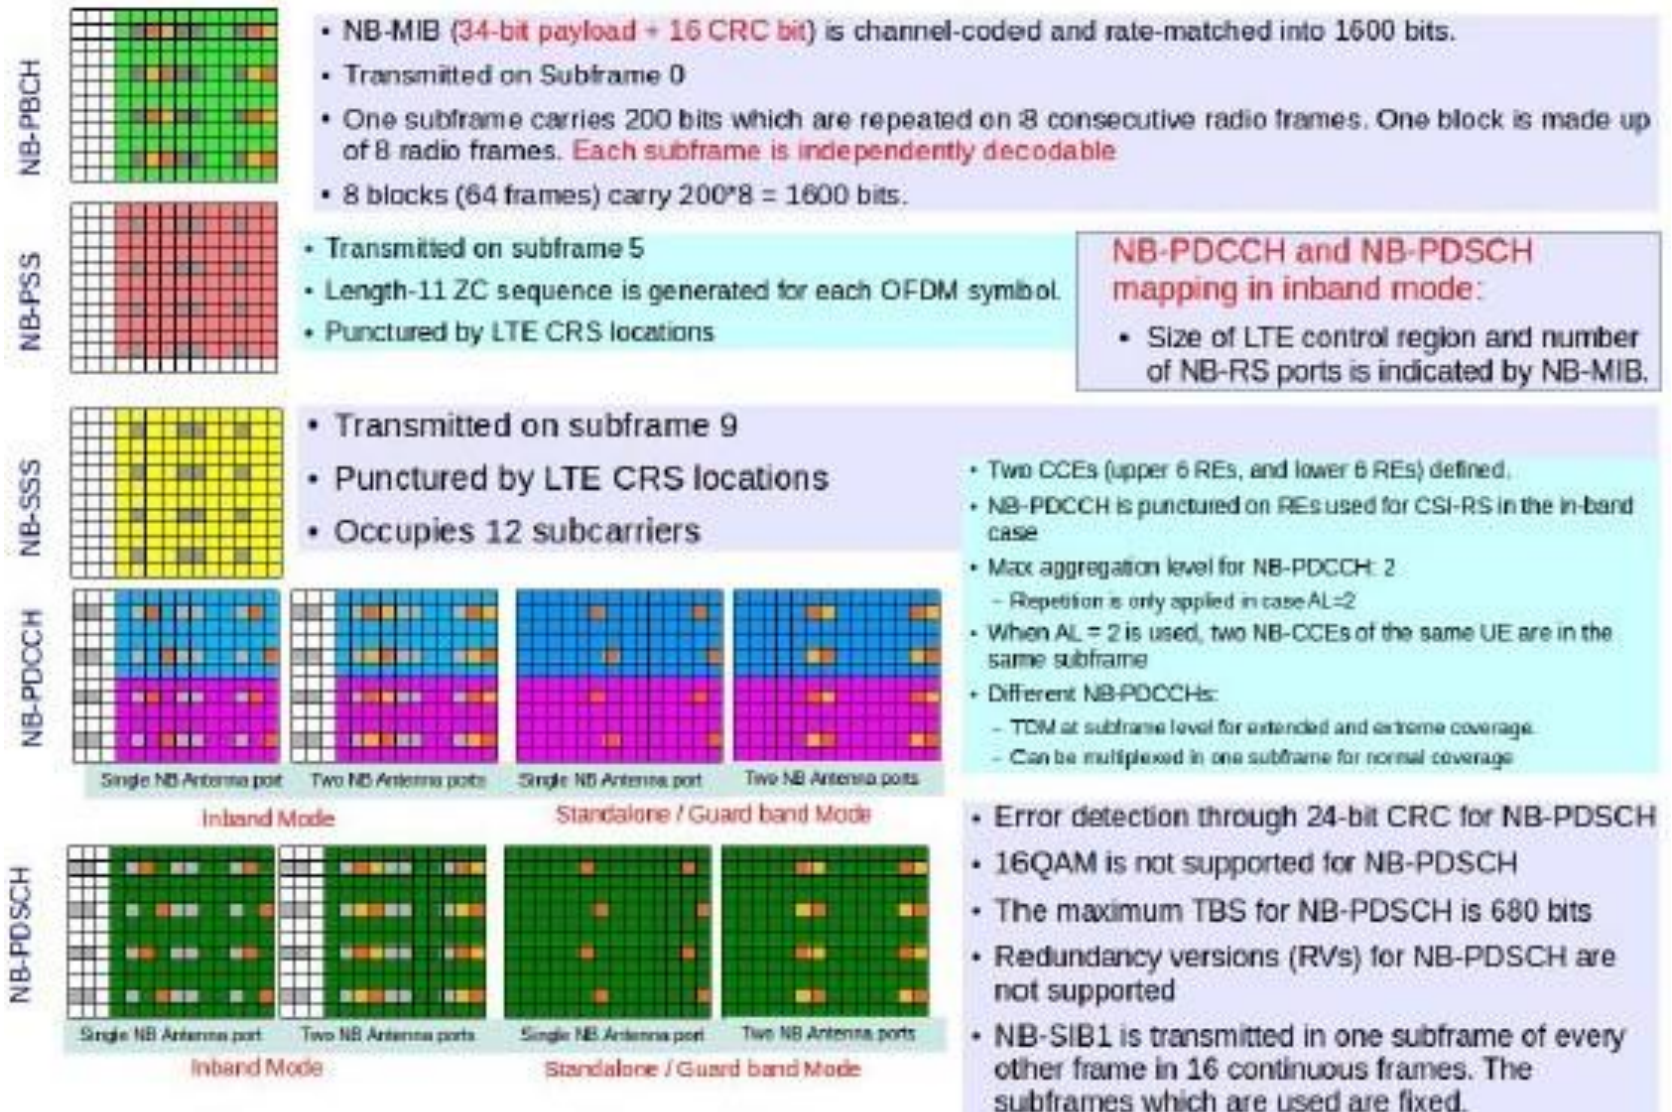 NB-PBCH
• NB-MIB (34-bit payload + 16 CRC bit) is channel-coded and rate-matched into 1600 bits.
• Transmitted on Subframe 0
• One subframe carries 200 bits which are repeated on 8 consecutive radio frames. One block is made up
of 8 radio frames. Each subframe is independently decodable
• 8 blocks (64 frames) carry 200*8 = 1600 bits.
NB-PSS
• Transmitted on subframe 5
• Length-11 ZC sequence is generated for each OFDM symbol.
• Punctured by LTE CRS locations
NB-PDCCH and NB-PDSCH
mapping in inband mode:
• Size of LTE control region and number
of NB-RS ports is indicated by NB-MIB.
NB-SSS
• Transmitted on subframe 9
• Punctured by LTE CRS locations
• Occupies 12 subcarriers
• Two CCEs (upper 6 REs, and lower 6 REs) defined.
• NB-PDCCH is punctured on REs used for CSI-RS in the in-band
case
• Max aggregation level for NB-PDCCH: 2
– Repetition is only applied in case AL=2
• When AL = 2 is used, two NB-CCEs of the same UE are in the
same subframe
• Different NB-PDCCHs:
– TDM at subframe level for extended and extreme coverage.
– Can be multiplexed in one subframe for normal coverage
NB-PDCCH
Single NB Antenna port
Two NB Antenna ports
Single NB Antenna port
Two NB Antenna ports
Inband Mode
Standalone / Guard band Mode
NB-PDSCH
Single NB Antenna port
Two NB Antenna ports
Single NB Antenna port
Two NB Antenna ports
Inband Mode
Standalone / Guard band Mode
• Error detection through 24-bit CRC for NB-PDSCH
• 16QAM is not supported for NB-PDSCH
• The maximum TBS for NB-PDSCH is 680 bits
• Redundancy versions (RVs) for NB-PDSCH are
not supported
• NB-SIB1 is transmitted in one subframe of every
other frame in 16 continuous frames. The
subframes which are used are fixed.